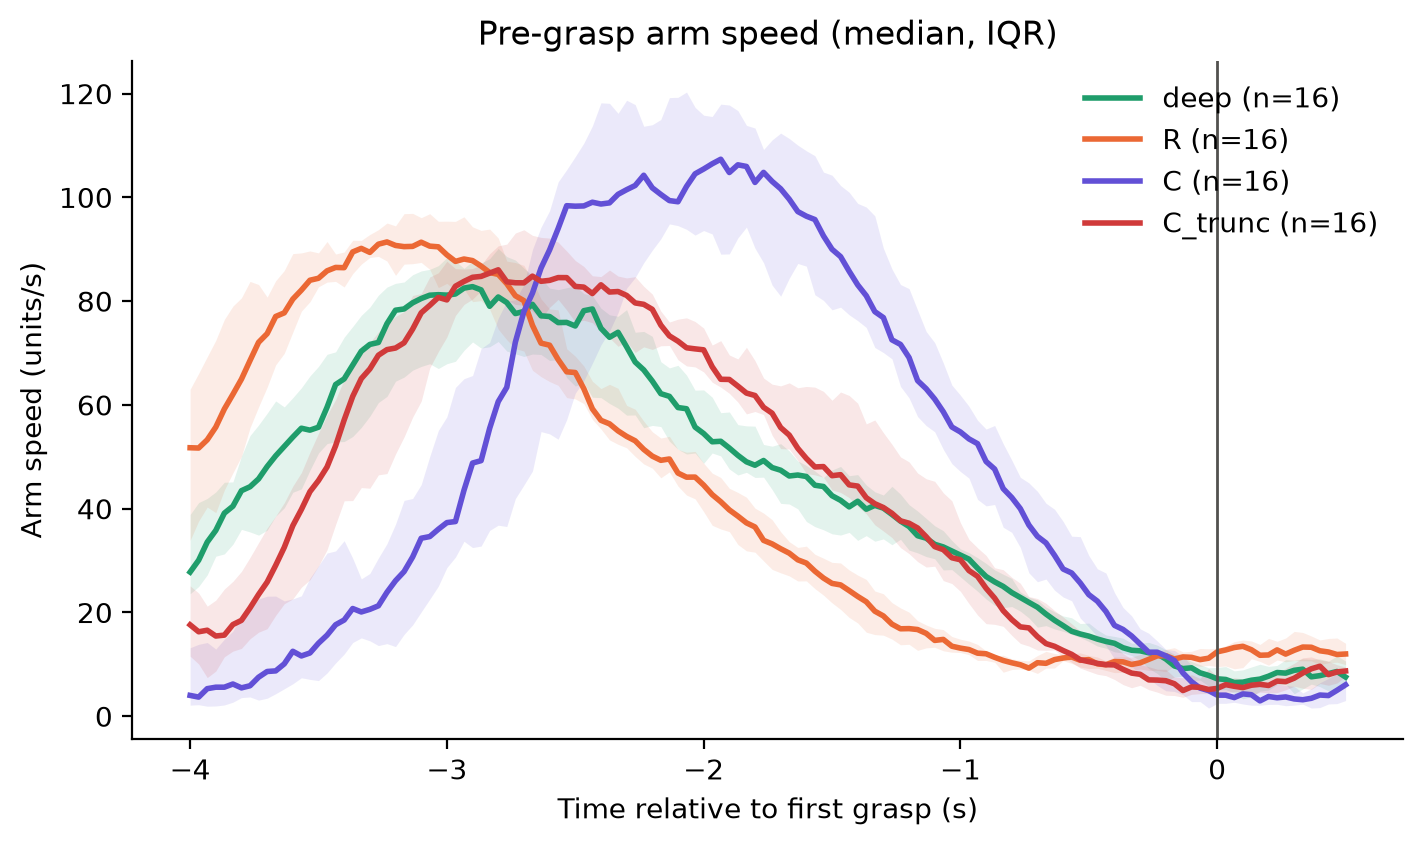 Pre-grasp arm speed (median, IQR)
deep (n=16)
R (n=16)
C (n=16)
C_trunc (n=16)
Arm speed (units/s)
120
100
80
60
40
20
0
−4
−3
−2
−1
0
Time relative to first grasp (s)